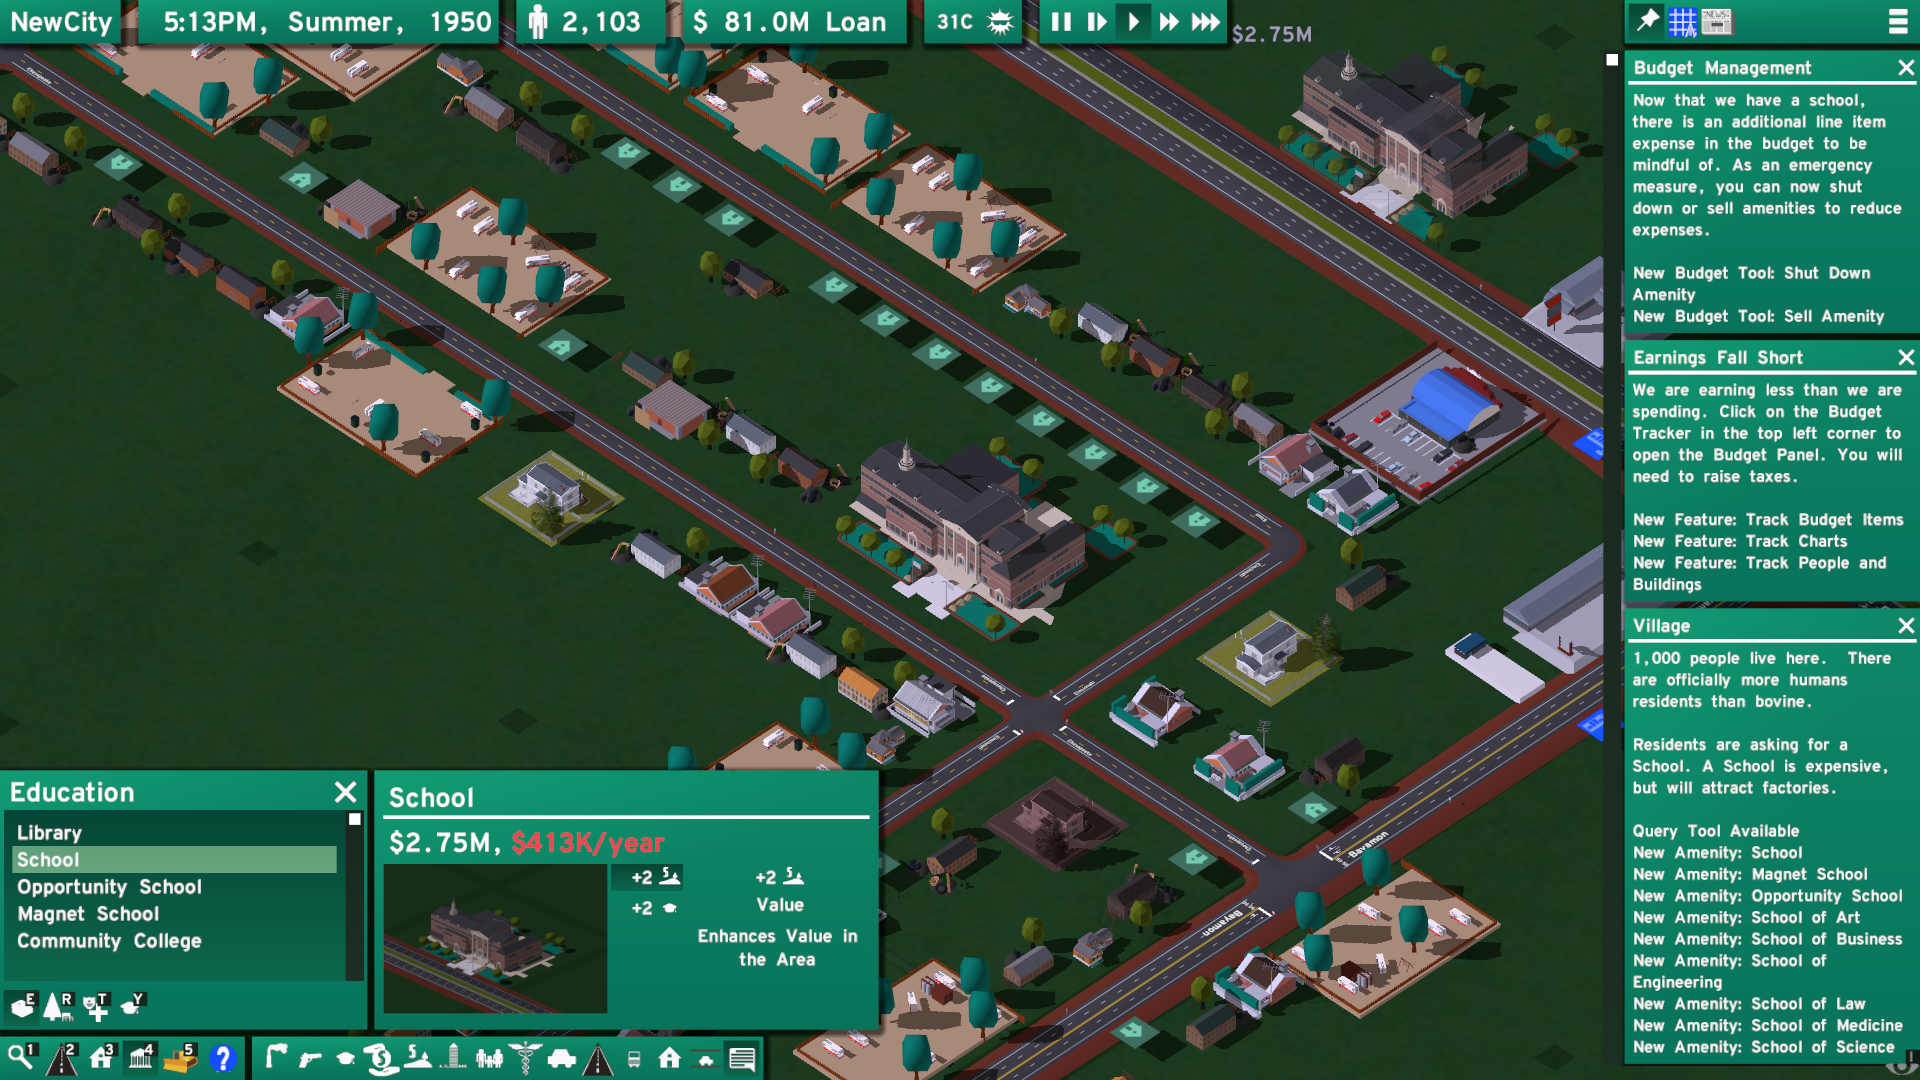 NewCity
5:13PM, Summer, 1950
2,103
$ 81.0M Loan
31C
$2.75M
Budget Management
Now that we have a school,
there is an additional line item
expense in the budget to be
mindful of. As an emergency
measure, you can now shut
down or sell amenities to reduce
expenses.
New Budget Tool: Shut Down
Amenity
New Budget Tool: Sell Amenity
Earnings Fall Short
We are earning less than we are
spending. Click on the Budget
Tracker in the top left corner to
open the Budget Panel. You will
need to raise taxes.
New Feature: Track Budget Items
New Feature: Track Charts
New Feature: Track People and
Buildings
Village
1,000 people live here. There
are officially more humans
residents than bovine.
Residents are asking for a
School. A School is expensive,
but will attract factories.
Query Tool Available
New Amenity: School
New Amenity: Magnet School
New Amenity: Opportunity School
New Amenity: School of Art
New Amenity: School of Business
New Amenity: School of
Engineering
New Amenity: School of Law
New Amenity: School of Medicine
New Amenity: School of Science
Bayamon
Bayamon
Education
Library
School
Opportunity School
Magnet School
Community College
E R T Y
School
$2.75M, $413K/year
+2
+2
+2
Value
Enhances Value in
the Area
1 2 3 4 5 ?